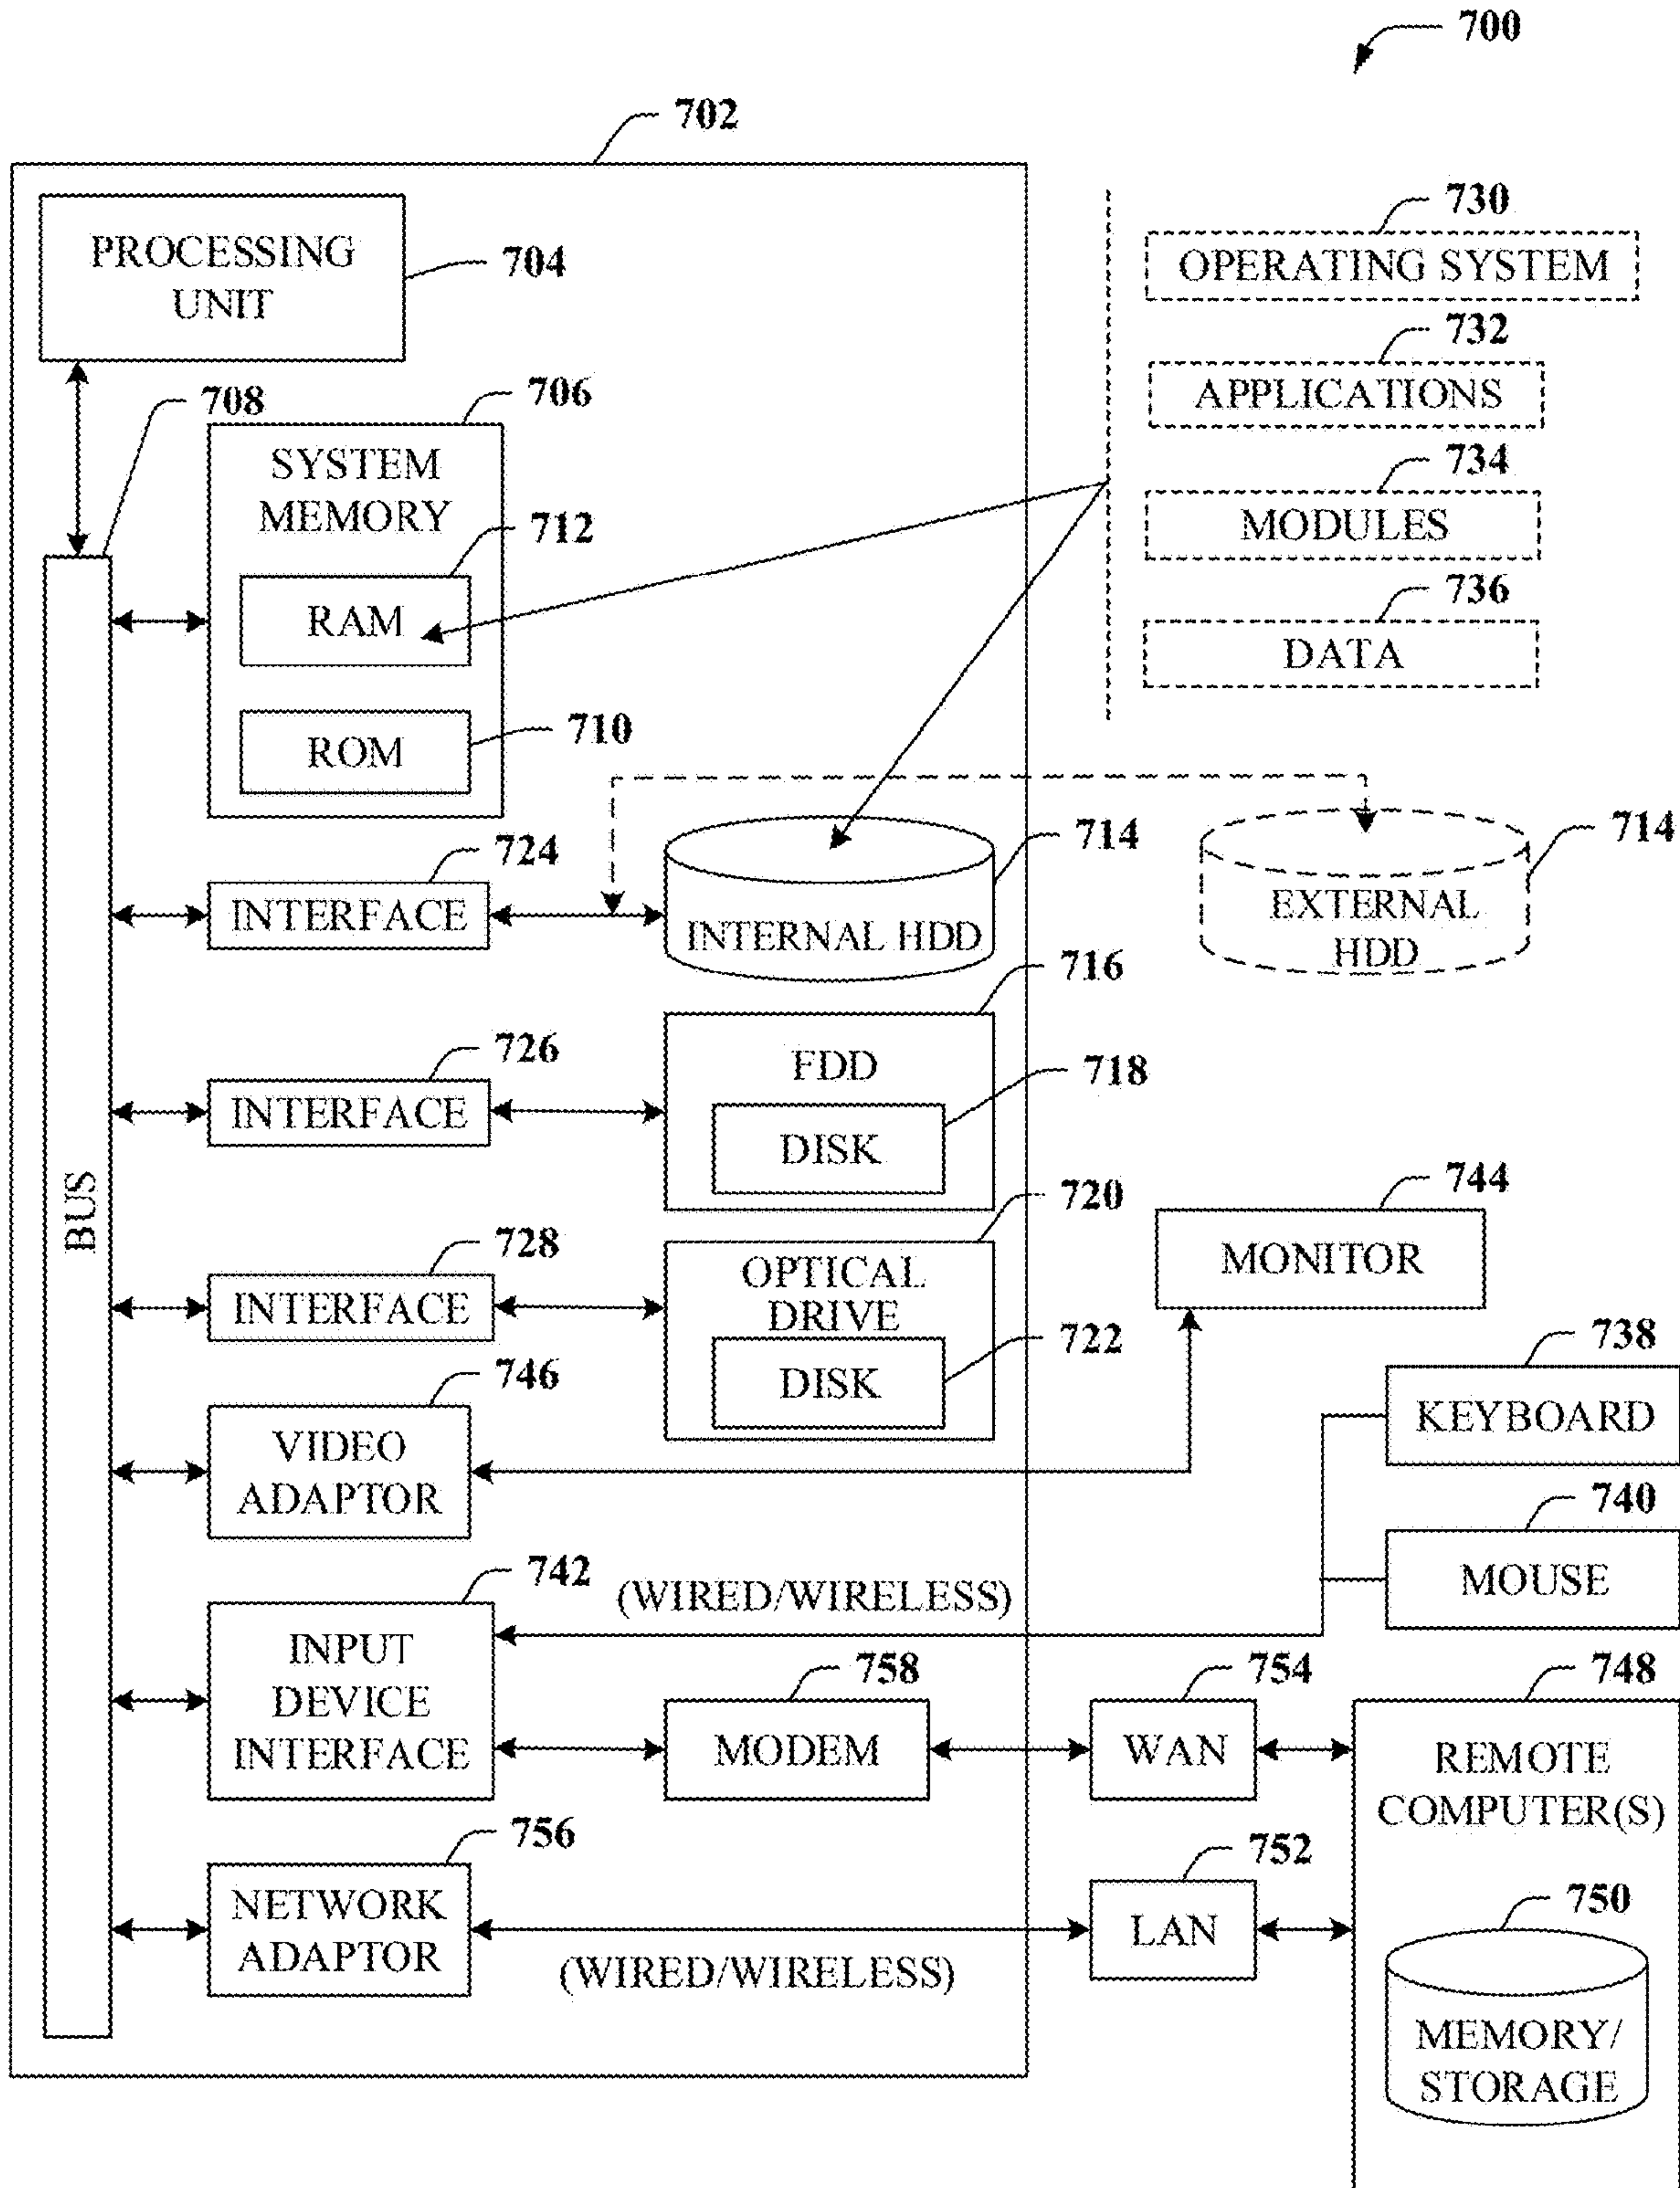 700
702
PROCESSING
UNIT
704
730
OPERATING SYSTEM
732
APPLICATIONS
734
MODULES
736
DATA
708
706
SYSTEM
MEMORY
712
RAM
710
ROM
BUS
724
INTERFACE
714
INTERNAL HDD
714
EXTERNAL
HDD
726
INTERFACE
716
FDD
718
DISK
728
INTERFACE
720
OPTICAL
DRIVE
722
DISK
744
MONITOR
738
KEYBOARD
746
VIDEO
ADAPTOR
740
MOUSE
742
INPUT
DEVICE
INTERFACE
(WIRED/WIRELESS)
758
MODEM
754
WAN
748
REMOTE
COMPUTER(S)
756
NETWORK
ADAPTOR
(WIRED/WIRELESS)
752
LAN
750
MEMORY/
STORAGE